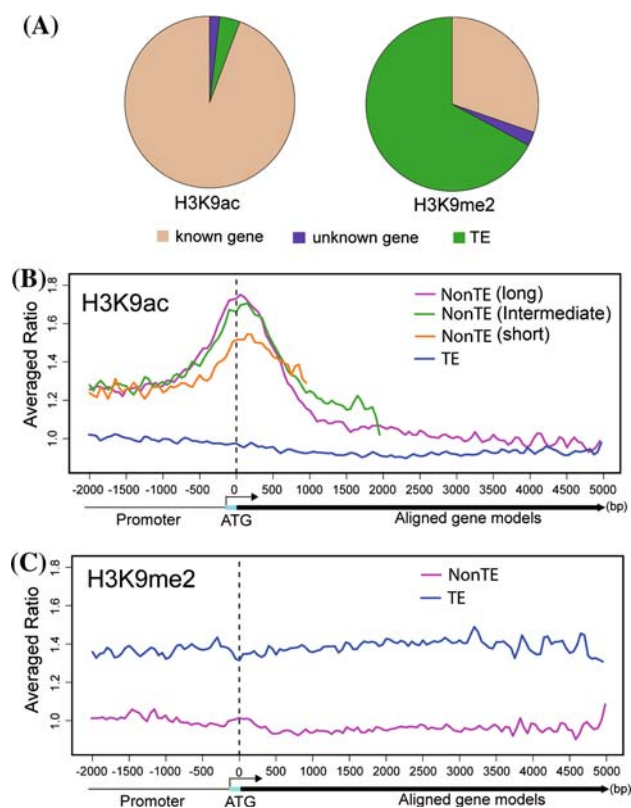 (A)
H3K9ac H3K9me2
known gene unknown gene TE
(B)
H3K9ac
NonTE (long)
NonTE (Intermediate)
NonTE (short)
TE
Averaged Ratio
1.8
1.6
1.4
1.2
1.0
-2000 -1500 -1000 -500 0 500 1000 1500 2000 2500 3000 3500 4000 4500 5000 (bp)
Promoter ATG Aligned gene models
(C)
H3K9me2
NonTE
TE
Averaged Ratio
1.8
1.6
1.4
1.2
1.0
-2000 -1500 -1000 -500 0 500 1000 1500 2000 2500 3000 3500 4000 4500 5000
(bp)
Promoter ATG Aligned gene models